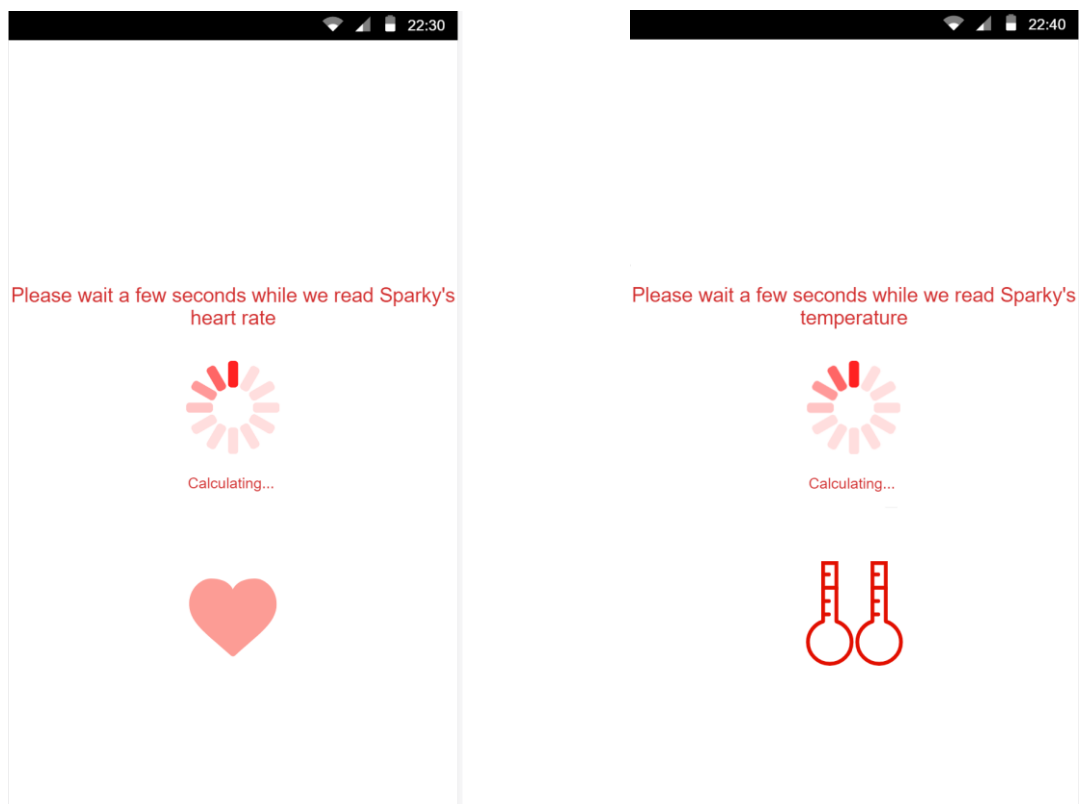 22:30
Please wait a few seconds while we read Sparky's
heart rate
Calculating...
22:40
Please wait a few seconds while we read Sparky's
temperature
Calculating...